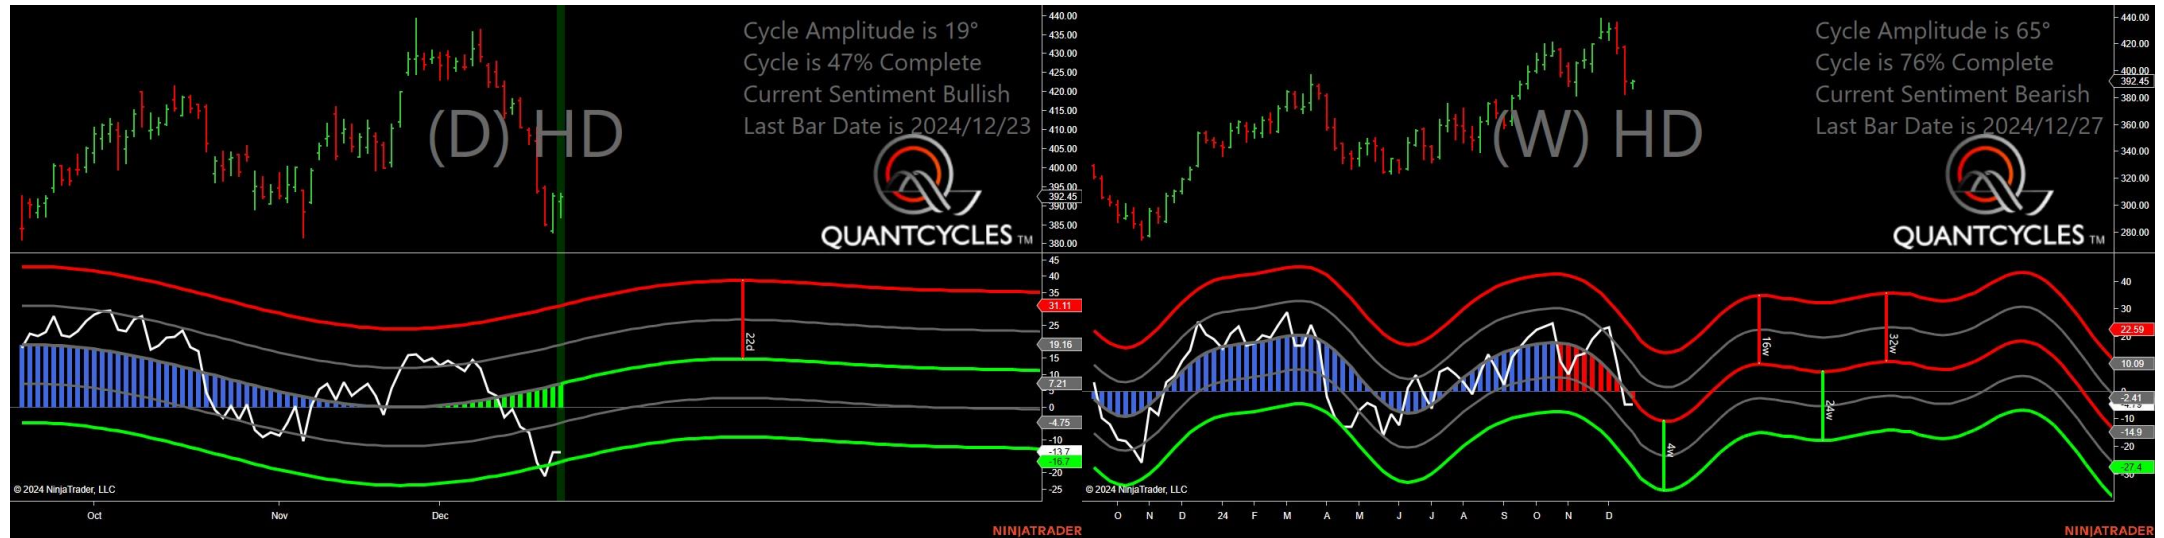 Cycle Amplitude is 19°
Cycle is 47% Complete
Current Sentiment Bullish
Last Bar Date is 2024/12/23
(D) HD
QUANTCYCLES TM
440.00
435.00
430.00
425.00
420.00
415.00
410.00
405.00
400.00
395.00
392.45
390.00
385.00
380.00
45
40
35
31.11
25
19.16
15
10
7.21
5
0
-4.75
-10
-13.7
-16.7
-20
-25
22d
© 2024 NinjaTrader, LLC
Oct Nov Dec
NINJATRADER
Cycle Amplitude is 65°
Cycle is 76% Complete
Current Sentiment Bearish
Last Bar Date is 2024/12/27
(W) HD
QUANTCYCLES TM
440.00
420.00
400.00
392.45
380.00
360.00
340.00
320.00
300.00
280.00
40
30
22.59
20
10.09
0
-2.41
-10
-14.9
-20
-27.4
-30
16w
32w
4w
24w
© 2024 NinjaTrader, LLC
O N D 24 F M A M J J A S O N D
NINJATRADER